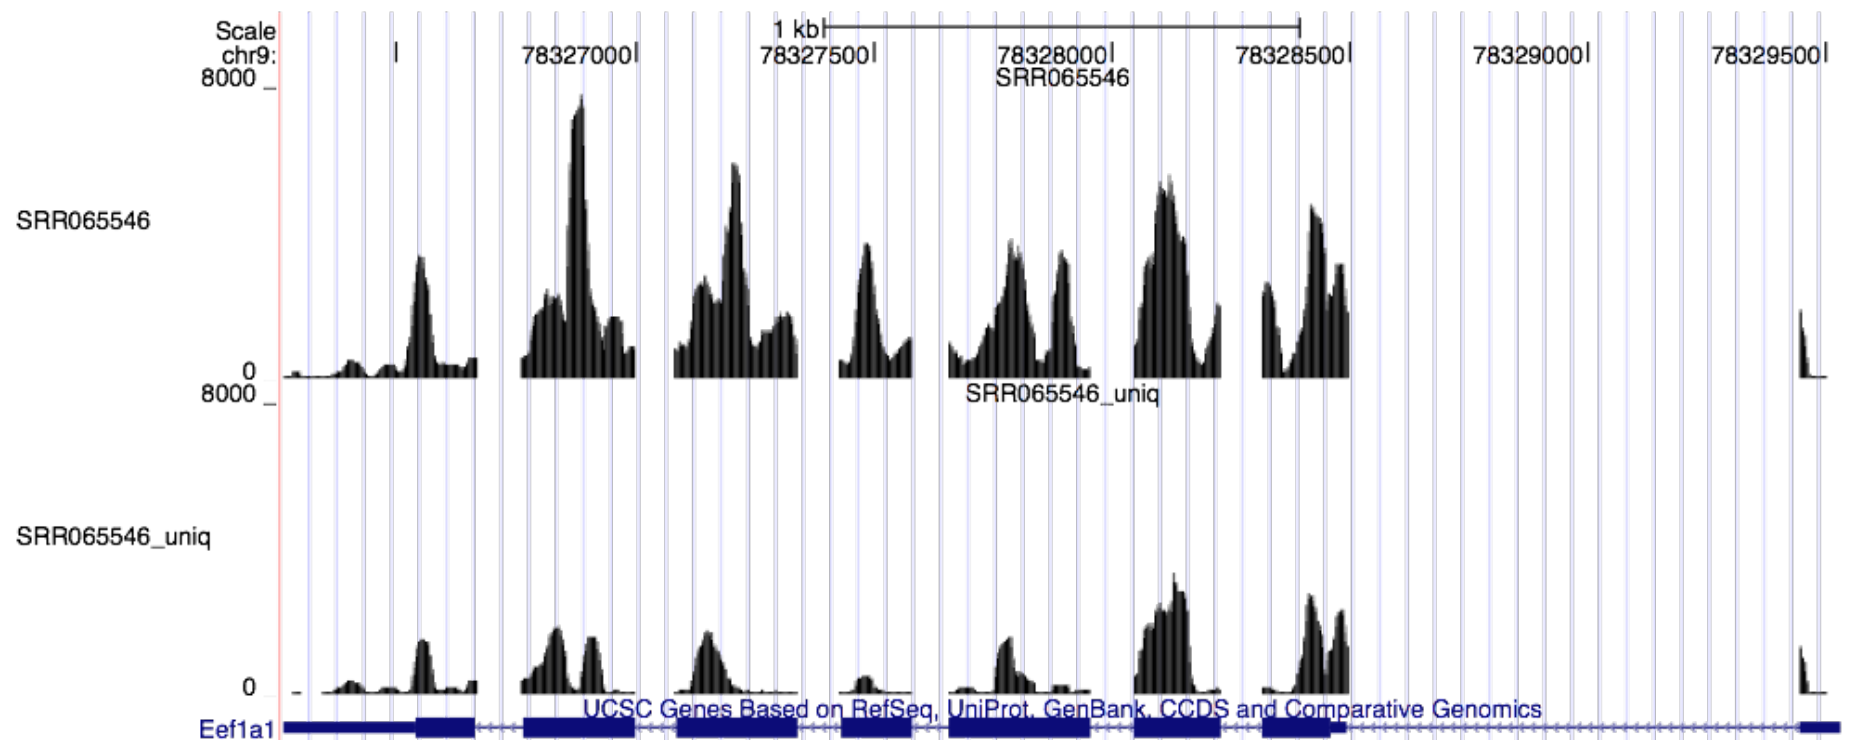 Scale 1 kb
chr9: 78327000 78327500 78328000 78328500 78329000 78329500
8000 SRR065546
SRR065546
0
8000 SRR065546_uniq
SRR065546_uniq
0
UCSC Genes Based on RefSeq, UniProt, GenBank, CCDS and Comparative Genomics
Eef1a1